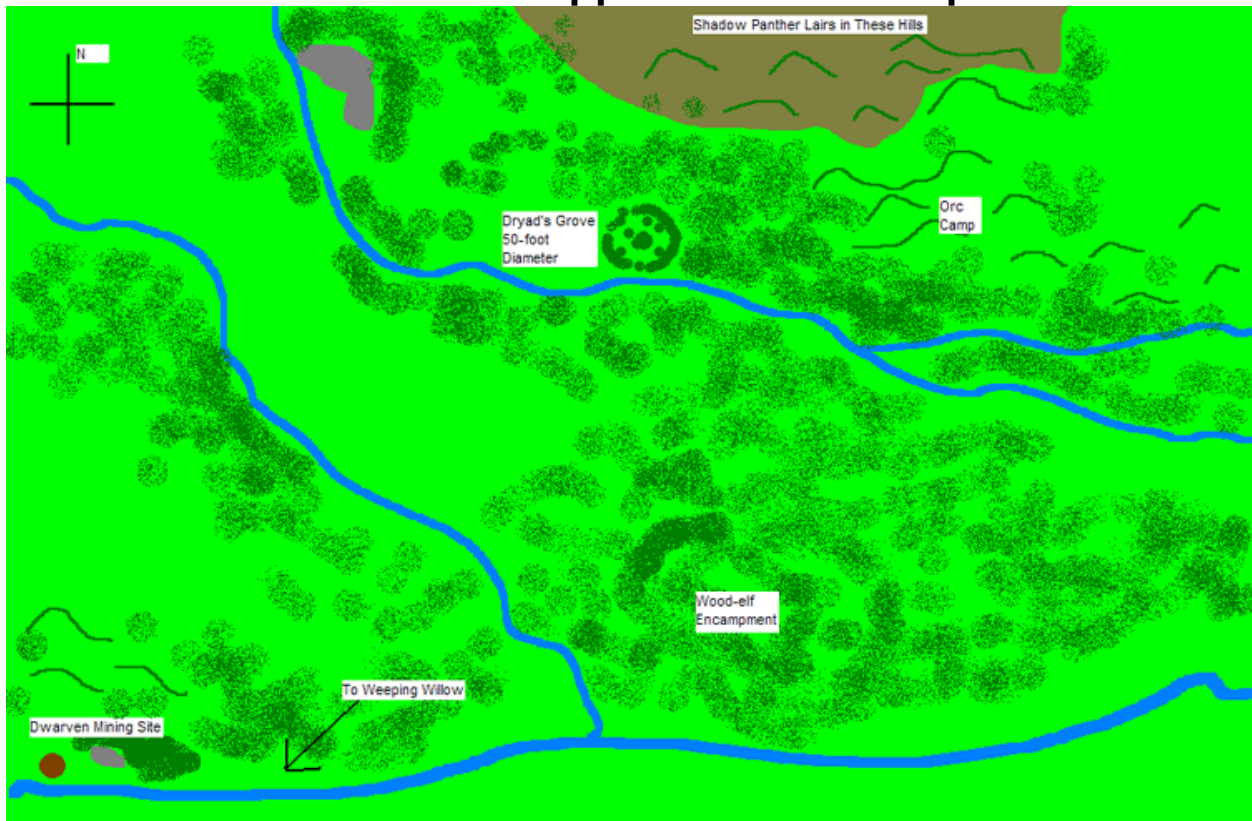 Shadow Panther Lairs in These Hills
N
Dryad's Grove
50-foot
Diameter
Orc
Camp
Wood-elf
Encampment
To Weeping Willow
Dwarven Mining Site